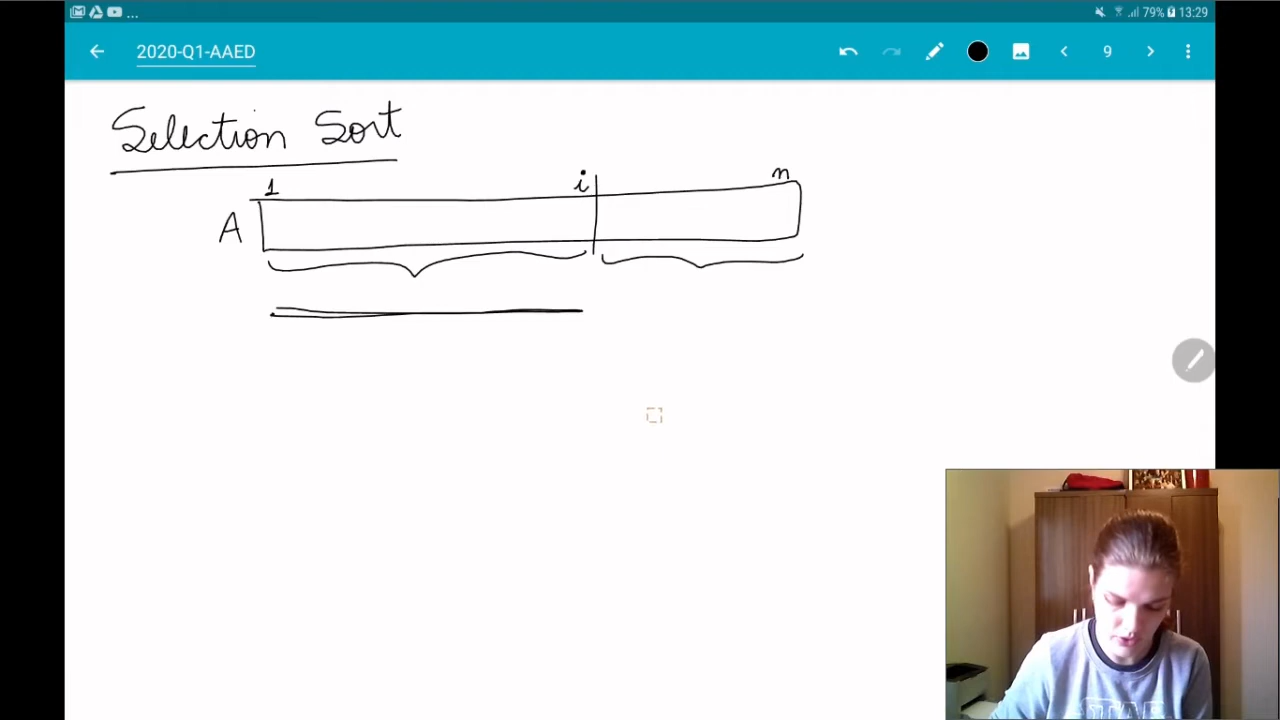 ... 79% 13:29
2020-Q1-AAED 9
Selection Sort
1 i n
A